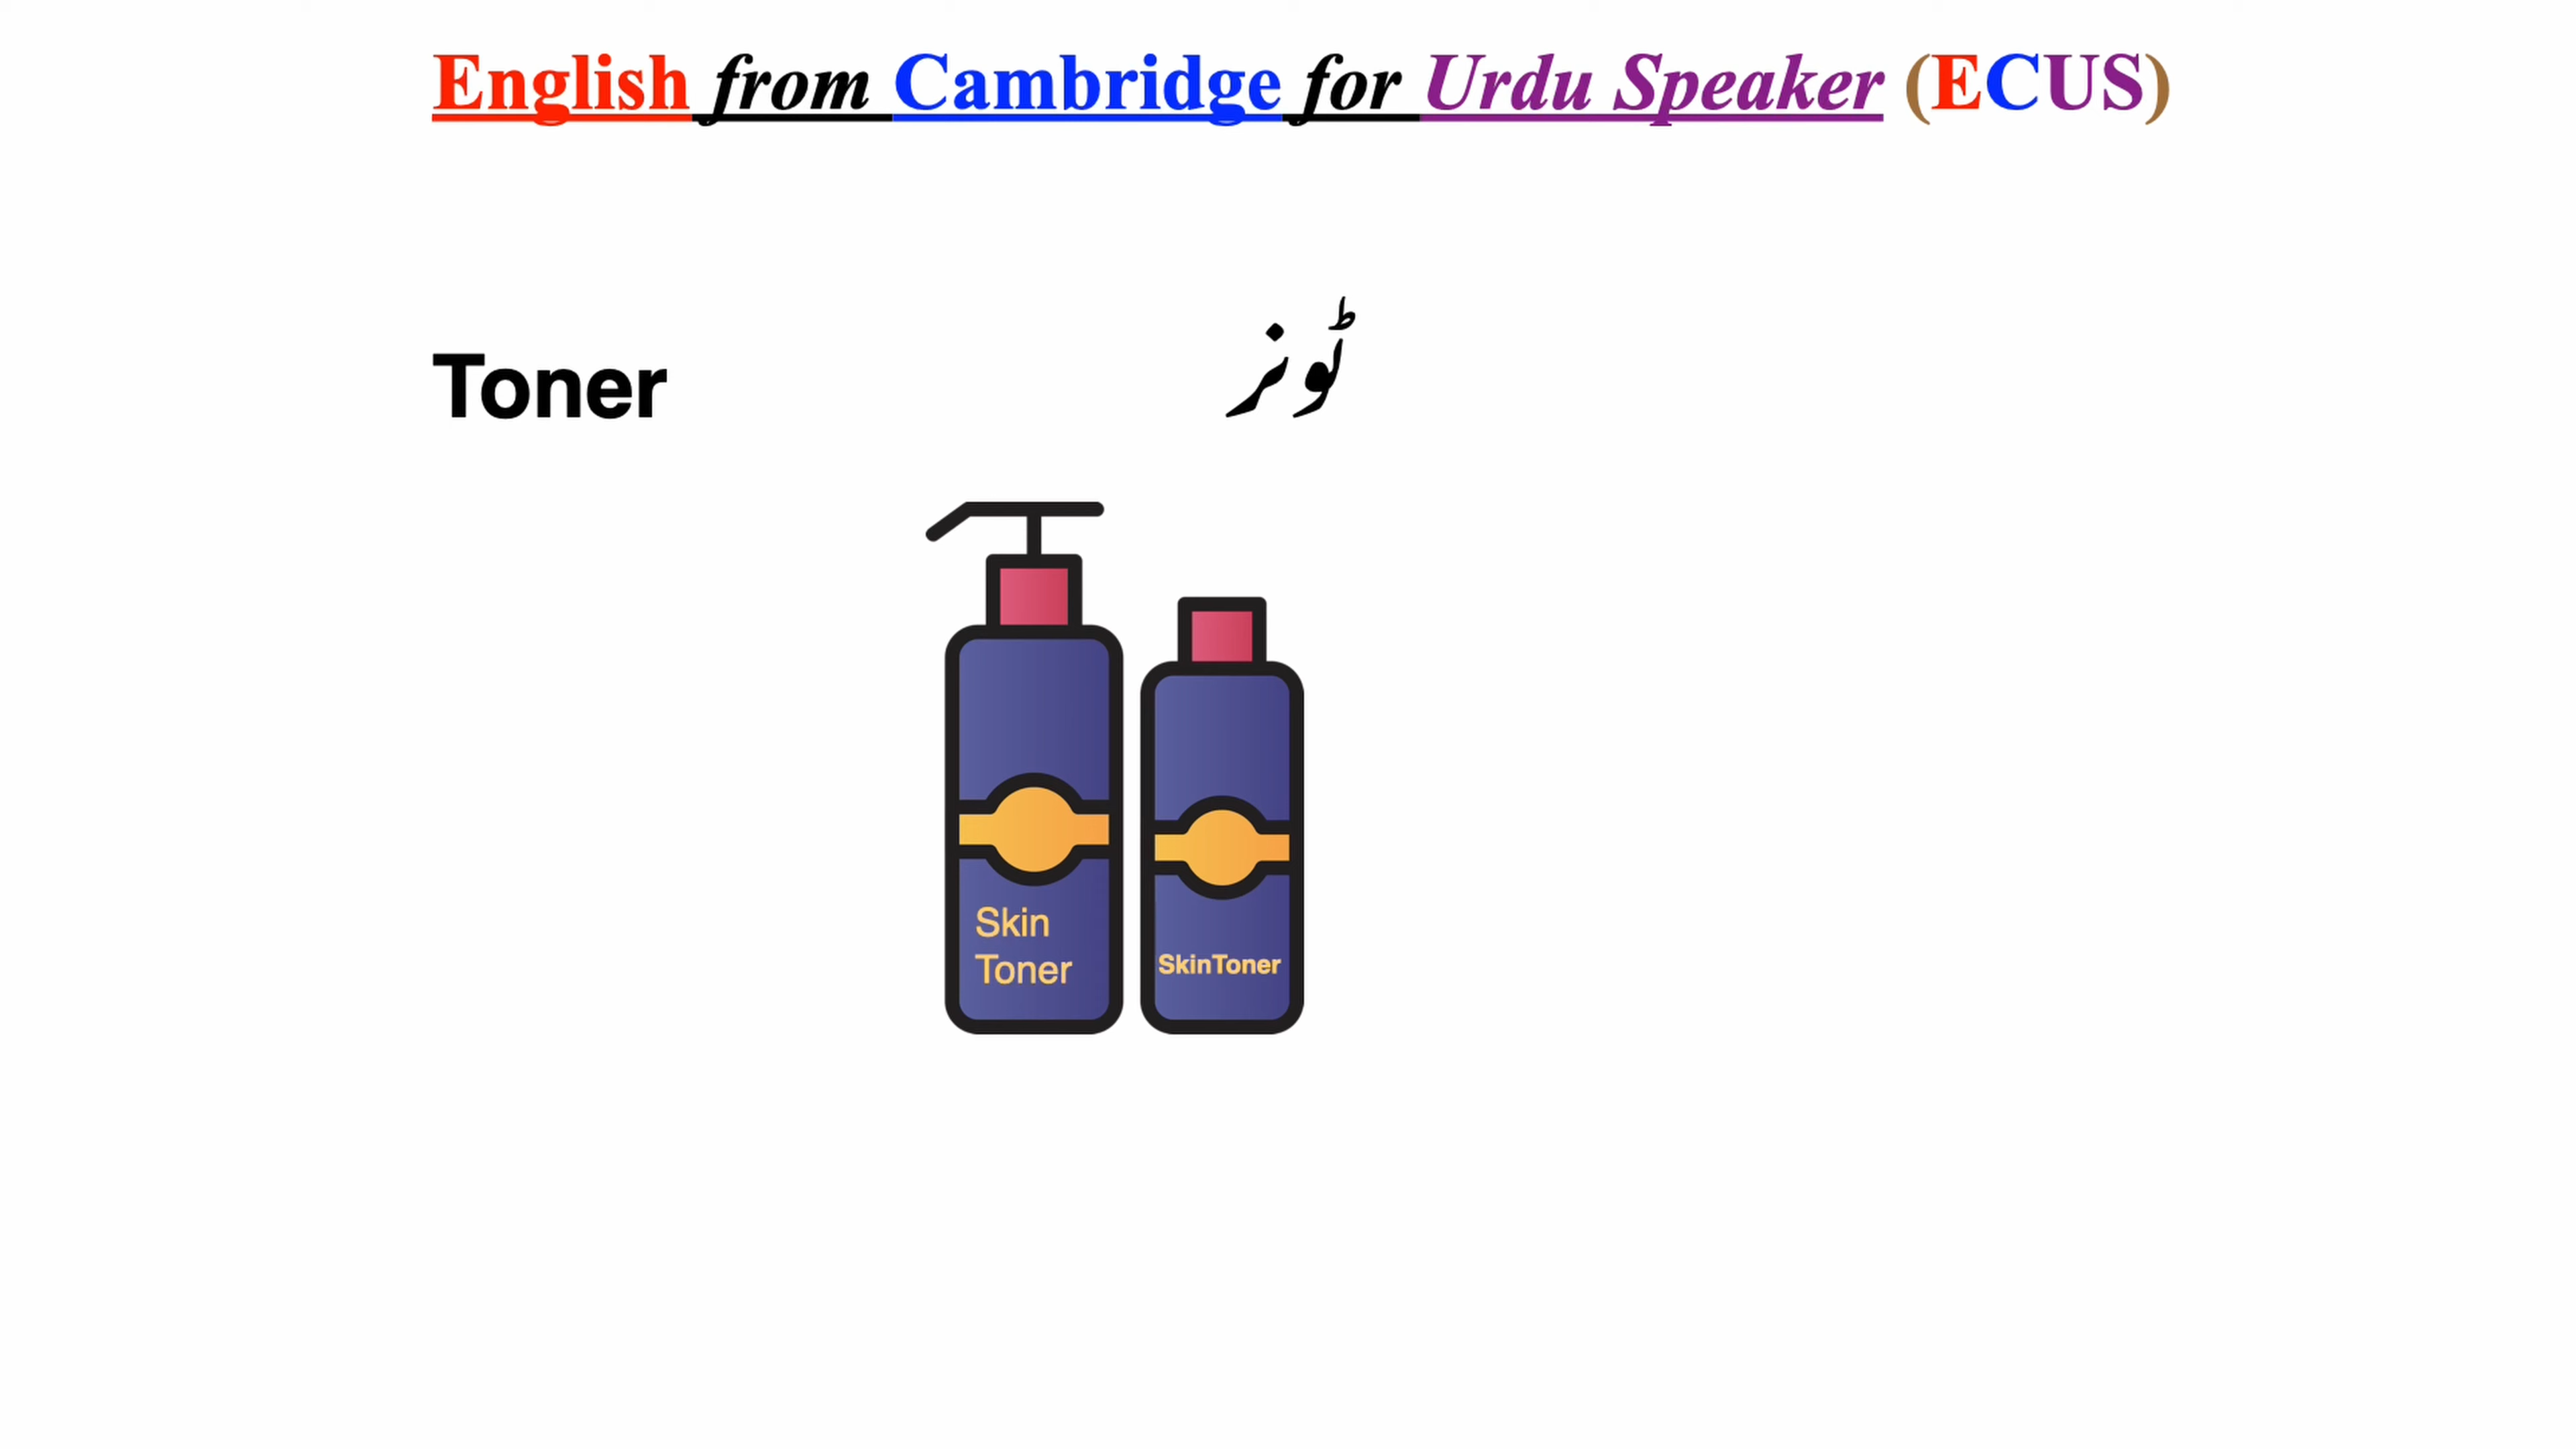 English from Cambridge for Urdu Speaker (ECUS)
Toner ٹونر
Skin
Toner
SkinToner